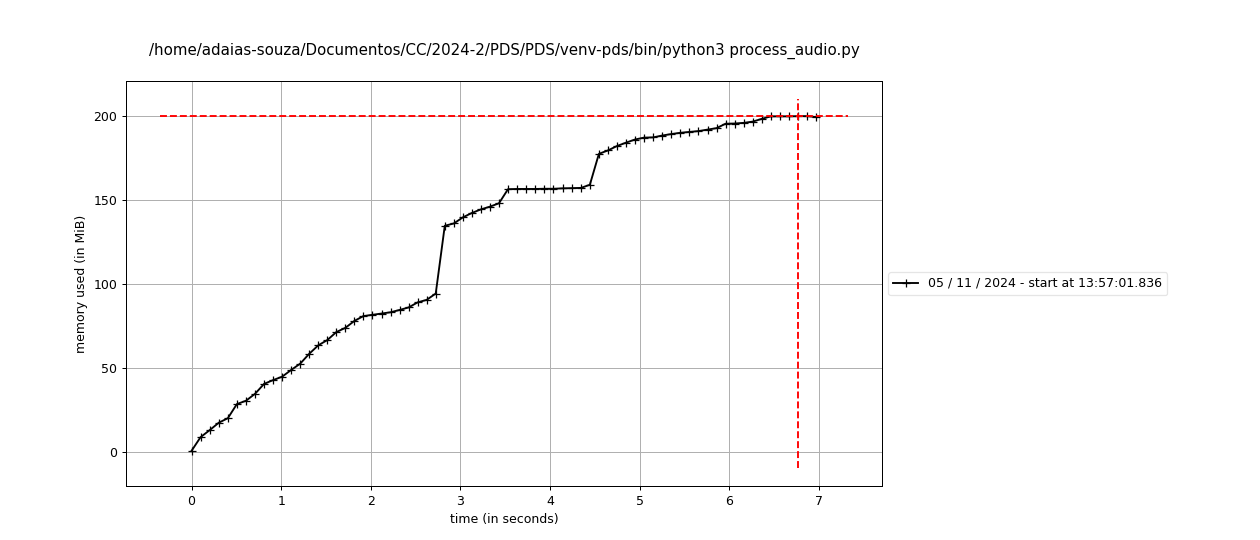 /home/adaias-souza/Documentos/CC/2024-2/PDS/PDS/venv-pds/bin/python3 process_audio.py
memory used (in MiB)
200
150
100
50
0
0 1 2 3 4 5 6 7
time (in seconds)
05 / 11 / 2024 - start at 13:57:01.836